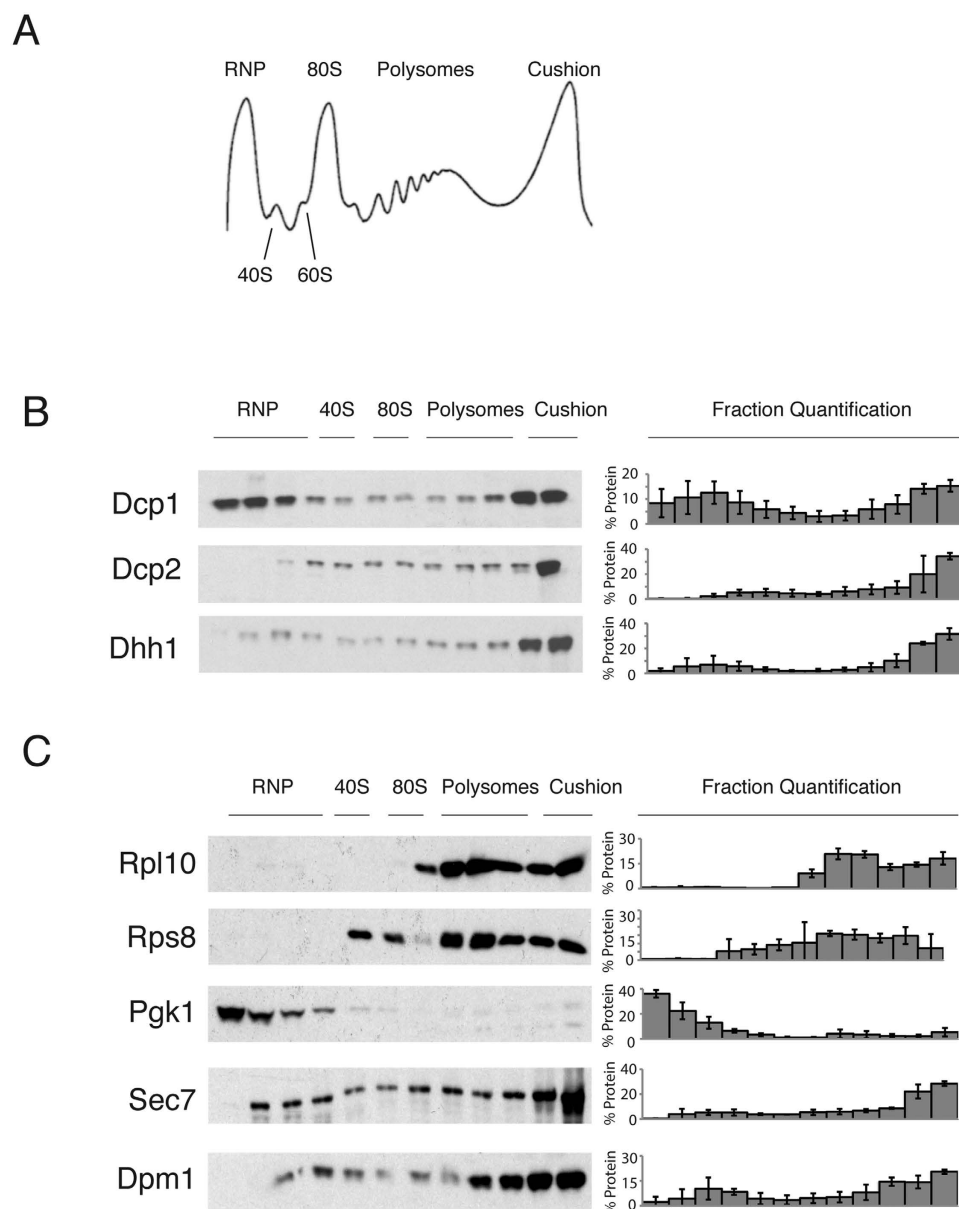 A
RNP 80S Polysomes Cushion
40S 60S
B
RNP 40S 80S Polysomes Cushion Fraction Quantification
Dcp1
% Protein
20
10
0
Dcp2
% Protein
40
20
0
Dhh1
% Protein
40
20
0
C
RNP 40S 80S Polysomes Cushion Fraction Quantification
Rpl10
% Protein
30
15
0
Rps8
% Protein
30
15
0
Pgk1
% Protein
40
20
0
Sec7
% Protein
40
20
0
Dpm1
% Protein
30
15
0